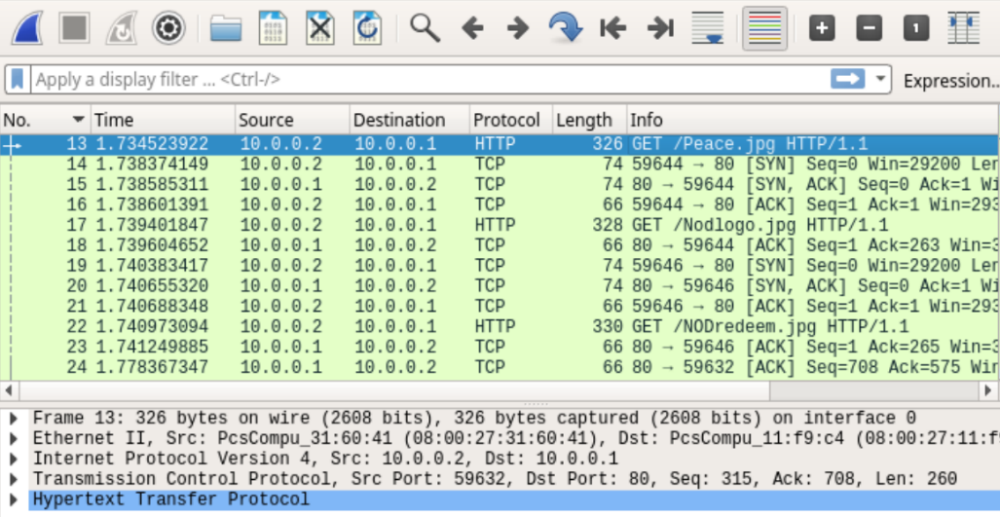 Apply a display filter ... <Ctrl-/> Expression..
No. Time Source Destination Protocol Length Info
13 1.734523922 10.0.0.2 10.0.0.1 HTTP 326 GET /Peace.jpg HTTP/1.1
14 1.738374149 10.0.0.2 10.0.0.1 TCP 74 59644 → 80 [SYN] Seq=0 Win=29200 Len
15 1.738585311 10.0.0.1 10.0.0.2 TCP 74 80 → 59644 [SYN, ACK] Seq=0 Ack=1 Wi
16 1.738601391 10.0.0.2 10.0.0.1 TCP 66 59644 → 80 [ACK] Seq=1 Ack=1 Win=293
17 1.739401847 10.0.0.2 10.0.0.1 HTTP 328 GET /Nodlogo.jpg HTTP/1.1
18 1.739604652 10.0.0.1 10.0.0.2 TCP 66 80 → 59644 [ACK] Seq=1 Ack=263 Win=3
19 1.740383417 10.0.0.2 10.0.0.1 TCP 74 59646 → 80 [SYN] Seq=0 Win=29200 Len
20 1.740655320 10.0.0.1 10.0.0.2 TCP 74 80 → 59646 [SYN, ACK] Seq=0 Ack=1 Wi
21 1.740688348 10.0.0.2 10.0.0.1 TCP 66 59646 → 80 [ACK] Seq=1 Ack=1 Win=293
22 1.740973094 10.0.0.2 10.0.0.1 HTTP 330 GET /NODredeem.jpg HTTP/1.1
23 1.741249885 10.0.0.1 10.0.0.2 TCP 66 80 → 59646 [ACK] Seq=1 Ack=265 Win=3
24 1.778367347 10.0.0.1 10.0.0.2 TCP 66 80 → 59632 [ACK] Seq=708 Ack=575 Win
Frame 13: 326 bytes on wire (2608 bits), 326 bytes captured (2608 bits) on interface 0
Ethernet II, Src: PcsCompu_31:60:41 (08:00:27:31:60:41), Dst: PcsCompu_11:f9:c4 (08:00:27:11:f
Internet Protocol Version 4, Src: 10.0.0.2, Dst: 10.0.0.1
Transmission Control Protocol, Src Port: 59632, Dst Port: 80, Seq: 315, Ack: 708, Len: 260
Hypertext Transfer Protocol